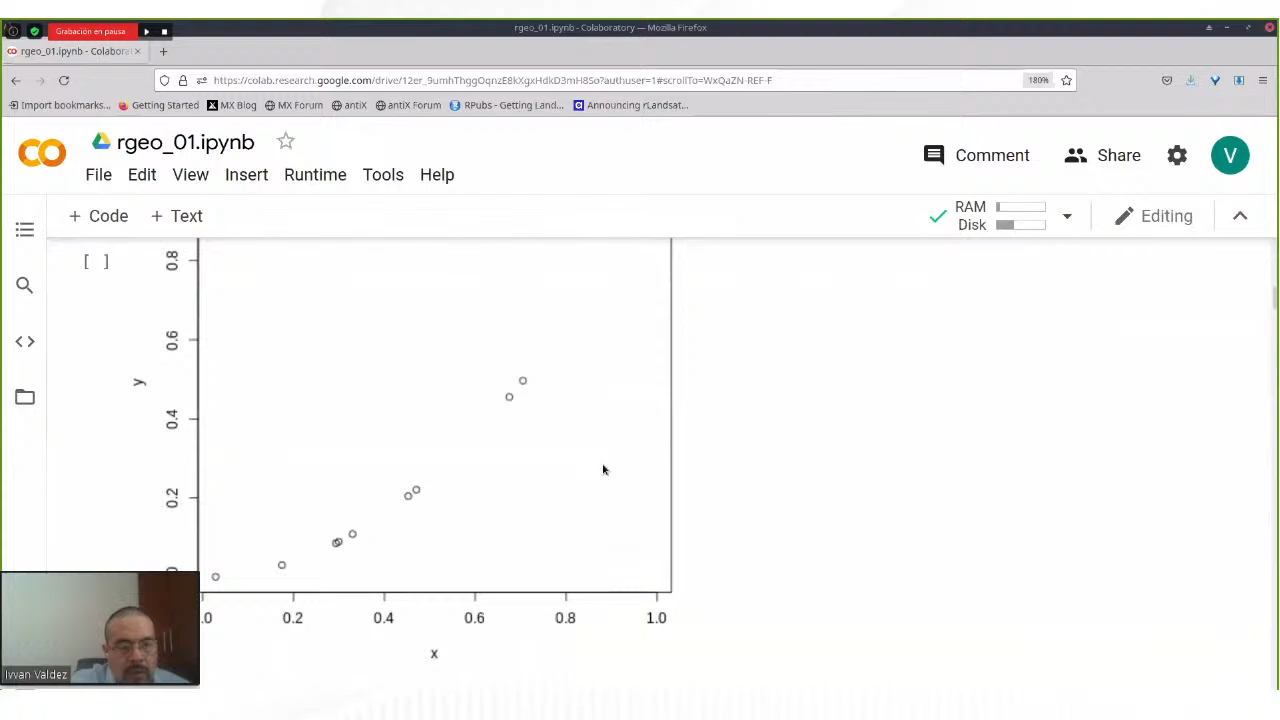 Grabación en pausa
rgeo_01.ipynb - Colaboratory — Mozilla Firefox
rgeo_01.ipynb - Colaborat
https://colab.research.google.com/drive/12er_9umhThggOqnzE8kXgxHdkD3mH8So?authuser=1#scrollTo=WxQaZN-REF-F
180%
Import bookmarks...
Getting Started
MX Blog
MX Forum
antiX
antiX Forum
RPubs - Getting Land...
Announcing rLandsat...
CO
rgeo_01.ipynb
Comment
Share
V
File Edit View Insert Runtime Tools Help
+ Code + Text
RAM
Disk
Editing
[ ]
0.8
0.6
y
0.4
0.2
.0 0.2 0.4 0.6 0.8 1.0
x
Ivvan Valdez